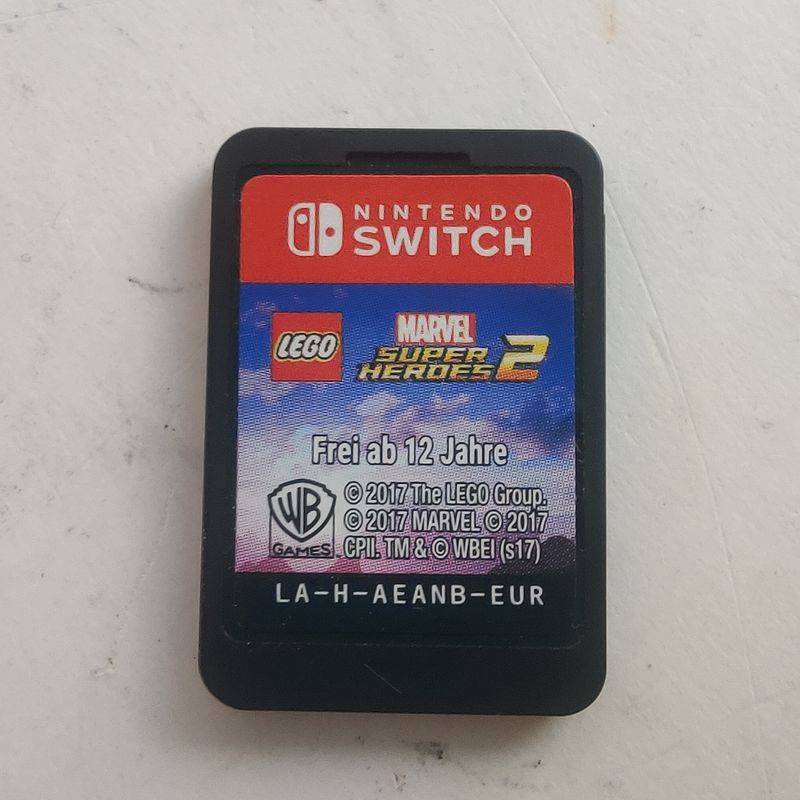 NINTENDO
SWITCH
LEGO
MARVEL
SUPER
HEROES 2
Frei ab 12 Jahre
WB
GAMES
© 2017 The LEGO Group.
© 2017 MARVEL © 2017
CPII. TM & © WBEI (s17)
LA-H-AEANB-EUR